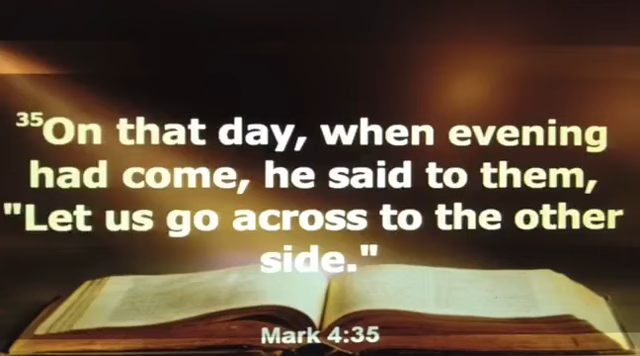 35On that day, when evening
had come, he said to them,
"Let us go across to the other
side."
Mark 4:35